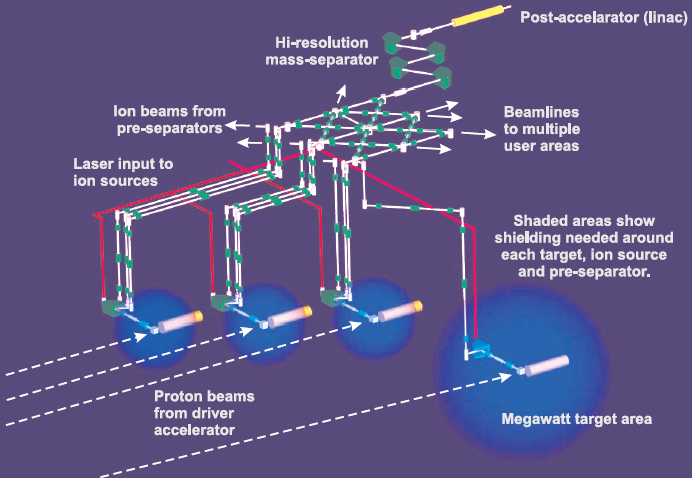 Post-accelarator (linac)
Hi-resolution
mass-separator
Ion beams from
pre-separators
Beamlines
to multiple
user areas
Laser input to
ion sources
Shaded areas show
shielding needed around
each target, ion source
and pre-separator.
Proton beams
from driver
accelerator
Megawatt target area